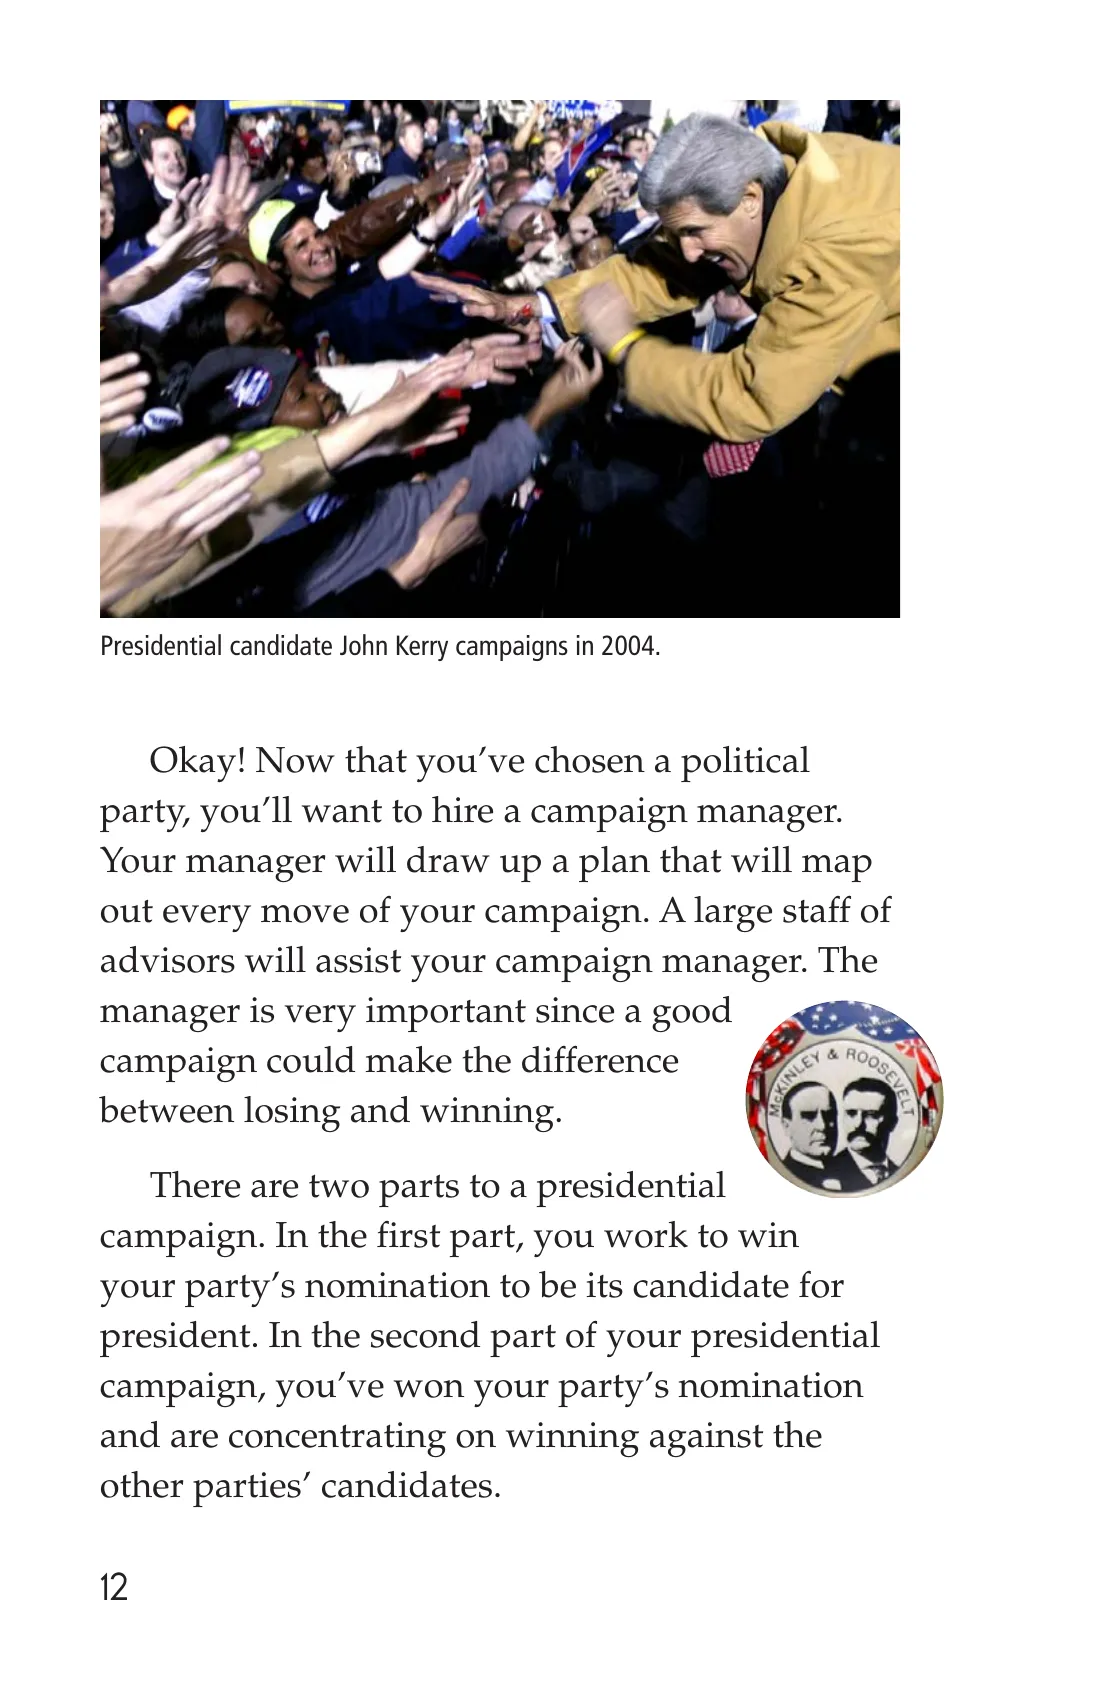 Presidential candidate John Kerry campaigns in 2004.
Okay! Now that you’ve chosen a political
party, you’ll want to hire a campaign manager.
Your manager will draw up a plan that will map
out every move of your campaign. A large staff of
advisors will assist your campaign manager. The
manager is very important since a good
campaign could make the difference
between losing and winning.
McKINLEY & ROOSEVELT
There are two parts to a presidential
campaign. In the first part, you work to win
your party’s nomination to be its candidate for
president. In the second part of your presidential
campaign, you’ve won your party’s nomination
and are concentrating on winning against the
other parties’ candidates.
12